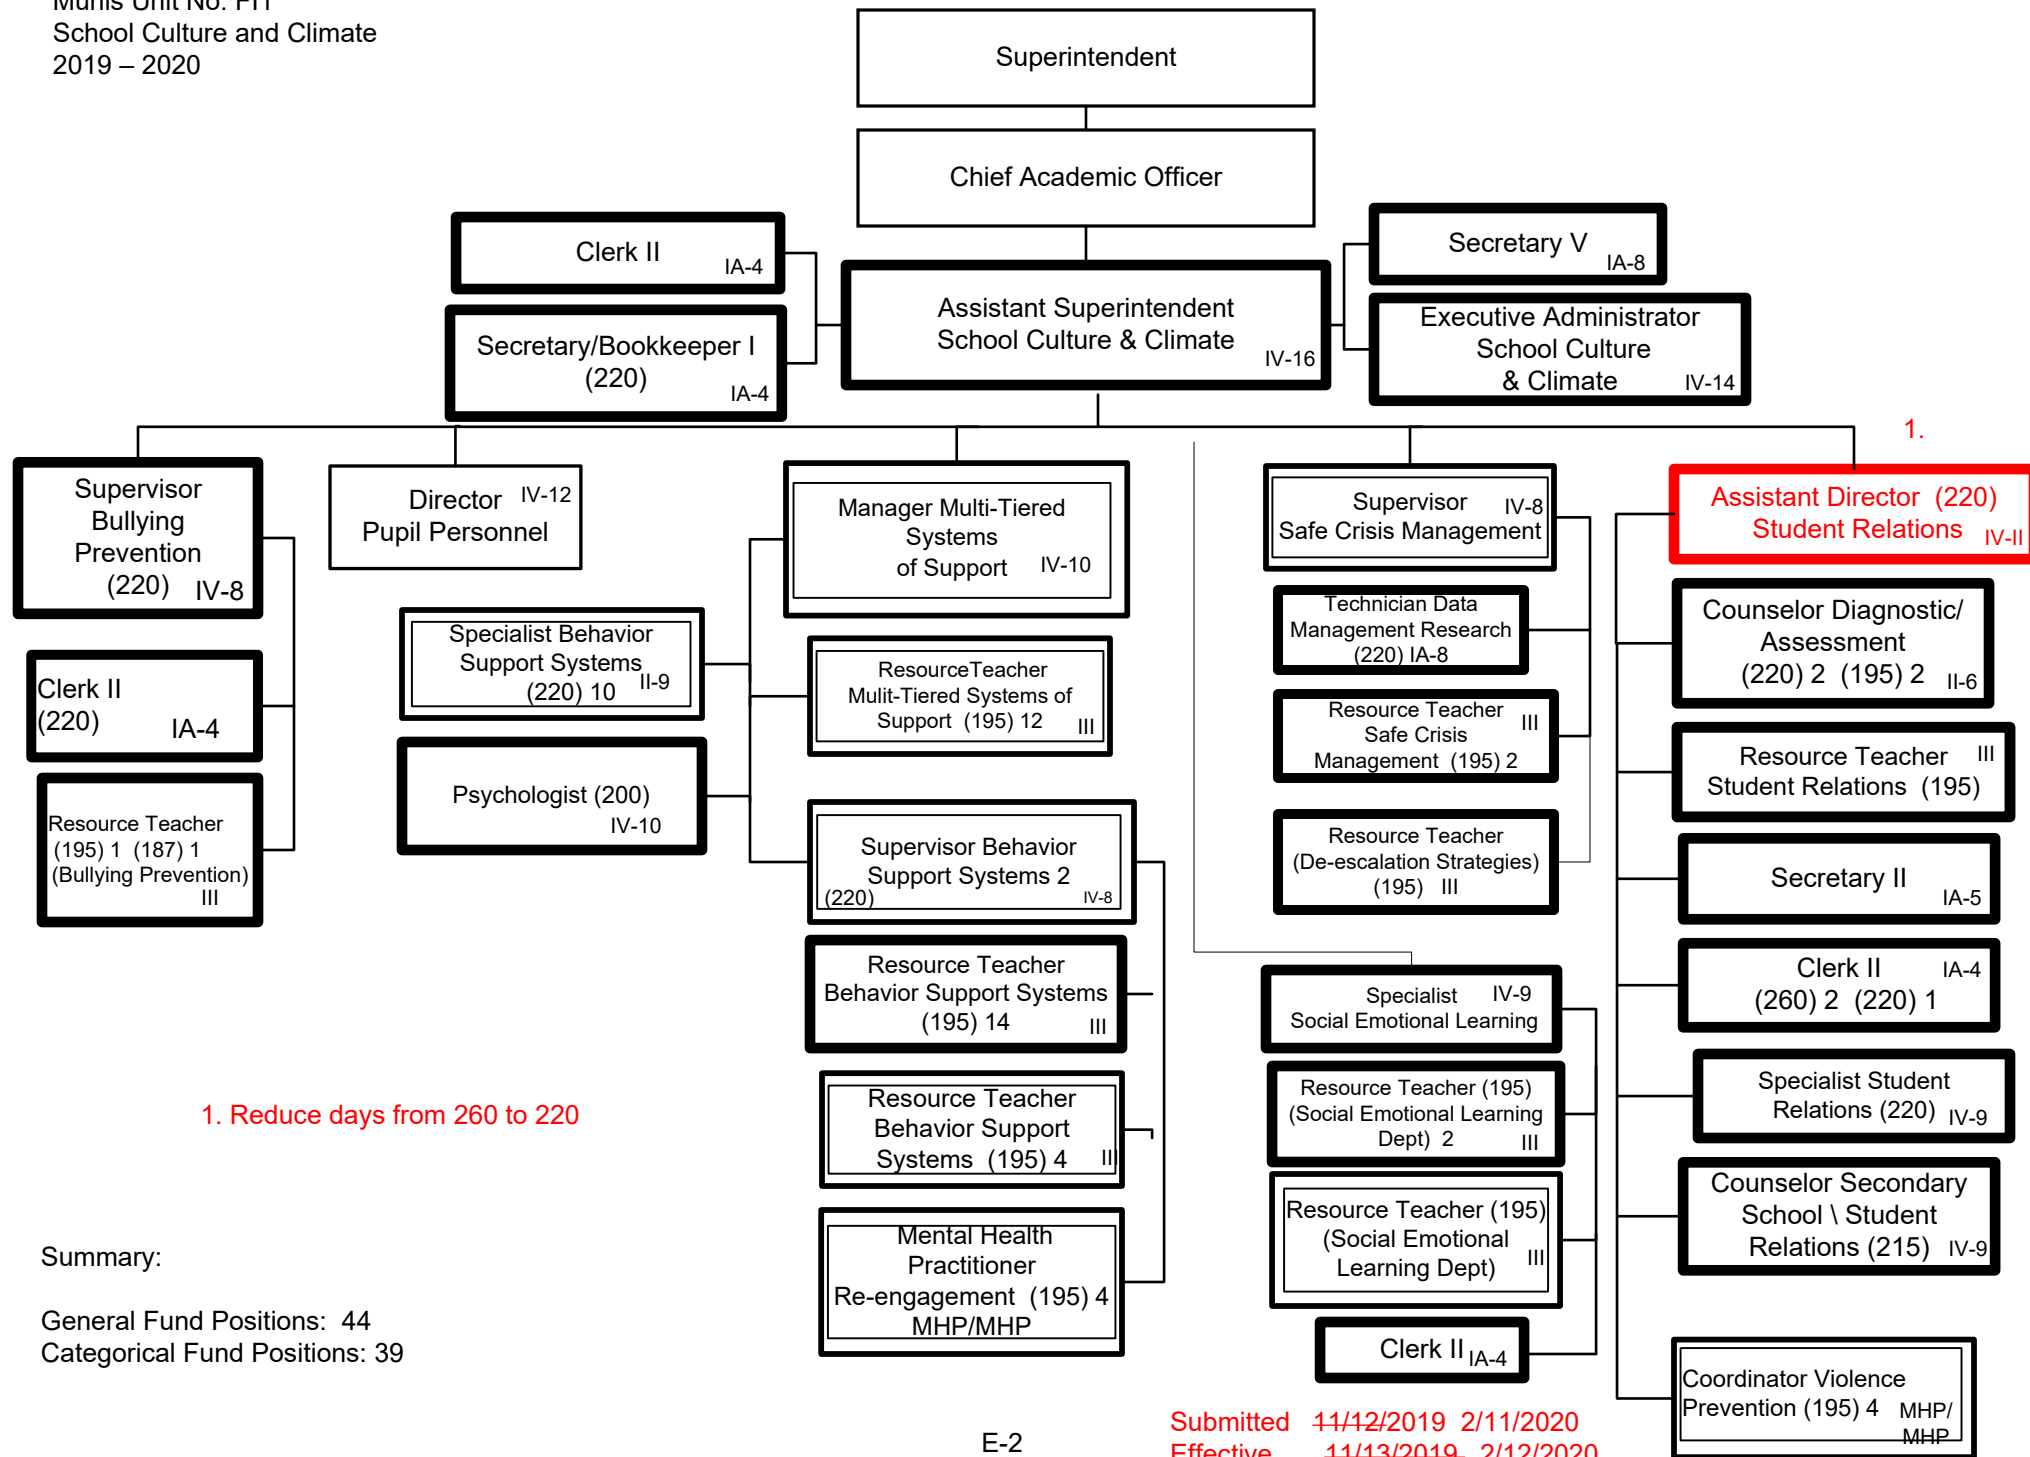 Munis Unit No. FIT
School Culture and Climate
2019 – 2020
Superintendent
Chief Academic Officer
Clerk II
IA-4
Secretary/Bookkeeper I
(220)
IA-4
Assistant Superintendent
School Culture & Climate
IV-16
Secretary V
IA-8
Executive Administrator
School Culture
& Climate IV-14
1.
Supervisor
Bullying
Prevention
(220) IV-8
Clerk II
(220)
IA-4
Resource Teacher
(195) 1 (187) 1
(Bullying Prevention)
III
Director IV-12
Pupil Personnel
Manager Multi-Tiered
Systems
of Support IV-10
Specialist Behavior
Support Systems
(220) 10 II-9
Psychologist (200)
IV-10
ResourceTeacher
Mulit-Tiered Systems of
Support (195) 12 III
Supervisor Behavior
Support Systems 2
(220) IV-8
Resource Teacher
Behavior Support Systems
(195) 14 III
Resource Teacher
Behavior Support
Systems (195) 4 III
Mental Health
Practitioner
Re-engagement (195) 4
MHP/MHP
Supervisor IV-8
Safe Crisis Management
Technician Data
Management Research
(220) IA-8
Resource Teacher III
Safe Crisis
Management (195) 2
Resource Teacher
(De-escalation Strategies)
(195) III
Specialist IV-9
Social Emotional Learning
Resource Teacher (195)
(Social Emotional Learning
Dept) 2 III
Resource Teacher (195)
(Social Emotional
Learning Dept) III
Clerk II IA-4
Assistant Director (220)
Student Relations IV-II
Counselor Diagnostic/
Assessment
(220) 2 (195) 2 II-6
Resource Teacher III
Student Relations (195)
Secretary II
IA-5
Clerk II IA-4
(260) 2 (220) 1
Specialist Student
Relations (220) IV-9
Counselor Secondary
School \ Student
Relations (215) IV-9
Coordinator Violence
Prevention (195) 4 MHP/
MHP
1. Reduce days from 260 to 220
Summary:
General Fund Positions: 44
Categorical Fund Positions: 39
E-2
Submitted 11/12/2019 2/11/2020
Effective 11/13/2019 2/12/2020